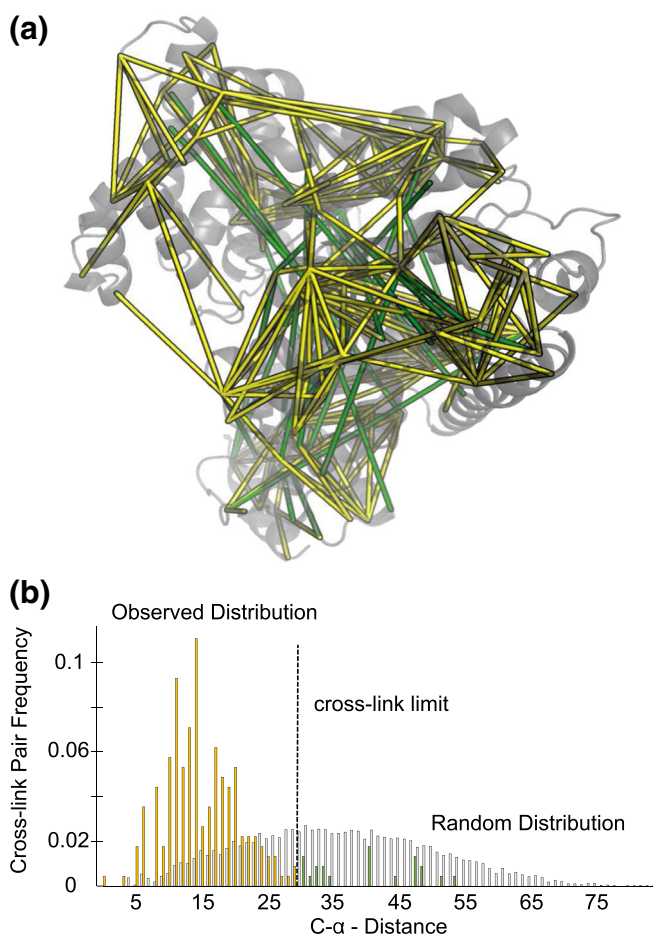 (a)
(b)
Observed Distribution
cross-link limit
Random Distribution
Cross-link Pair Frequency
0.1
0.06
0.02
0
5 15 25 35 45 55 65 75
C-α - Distance